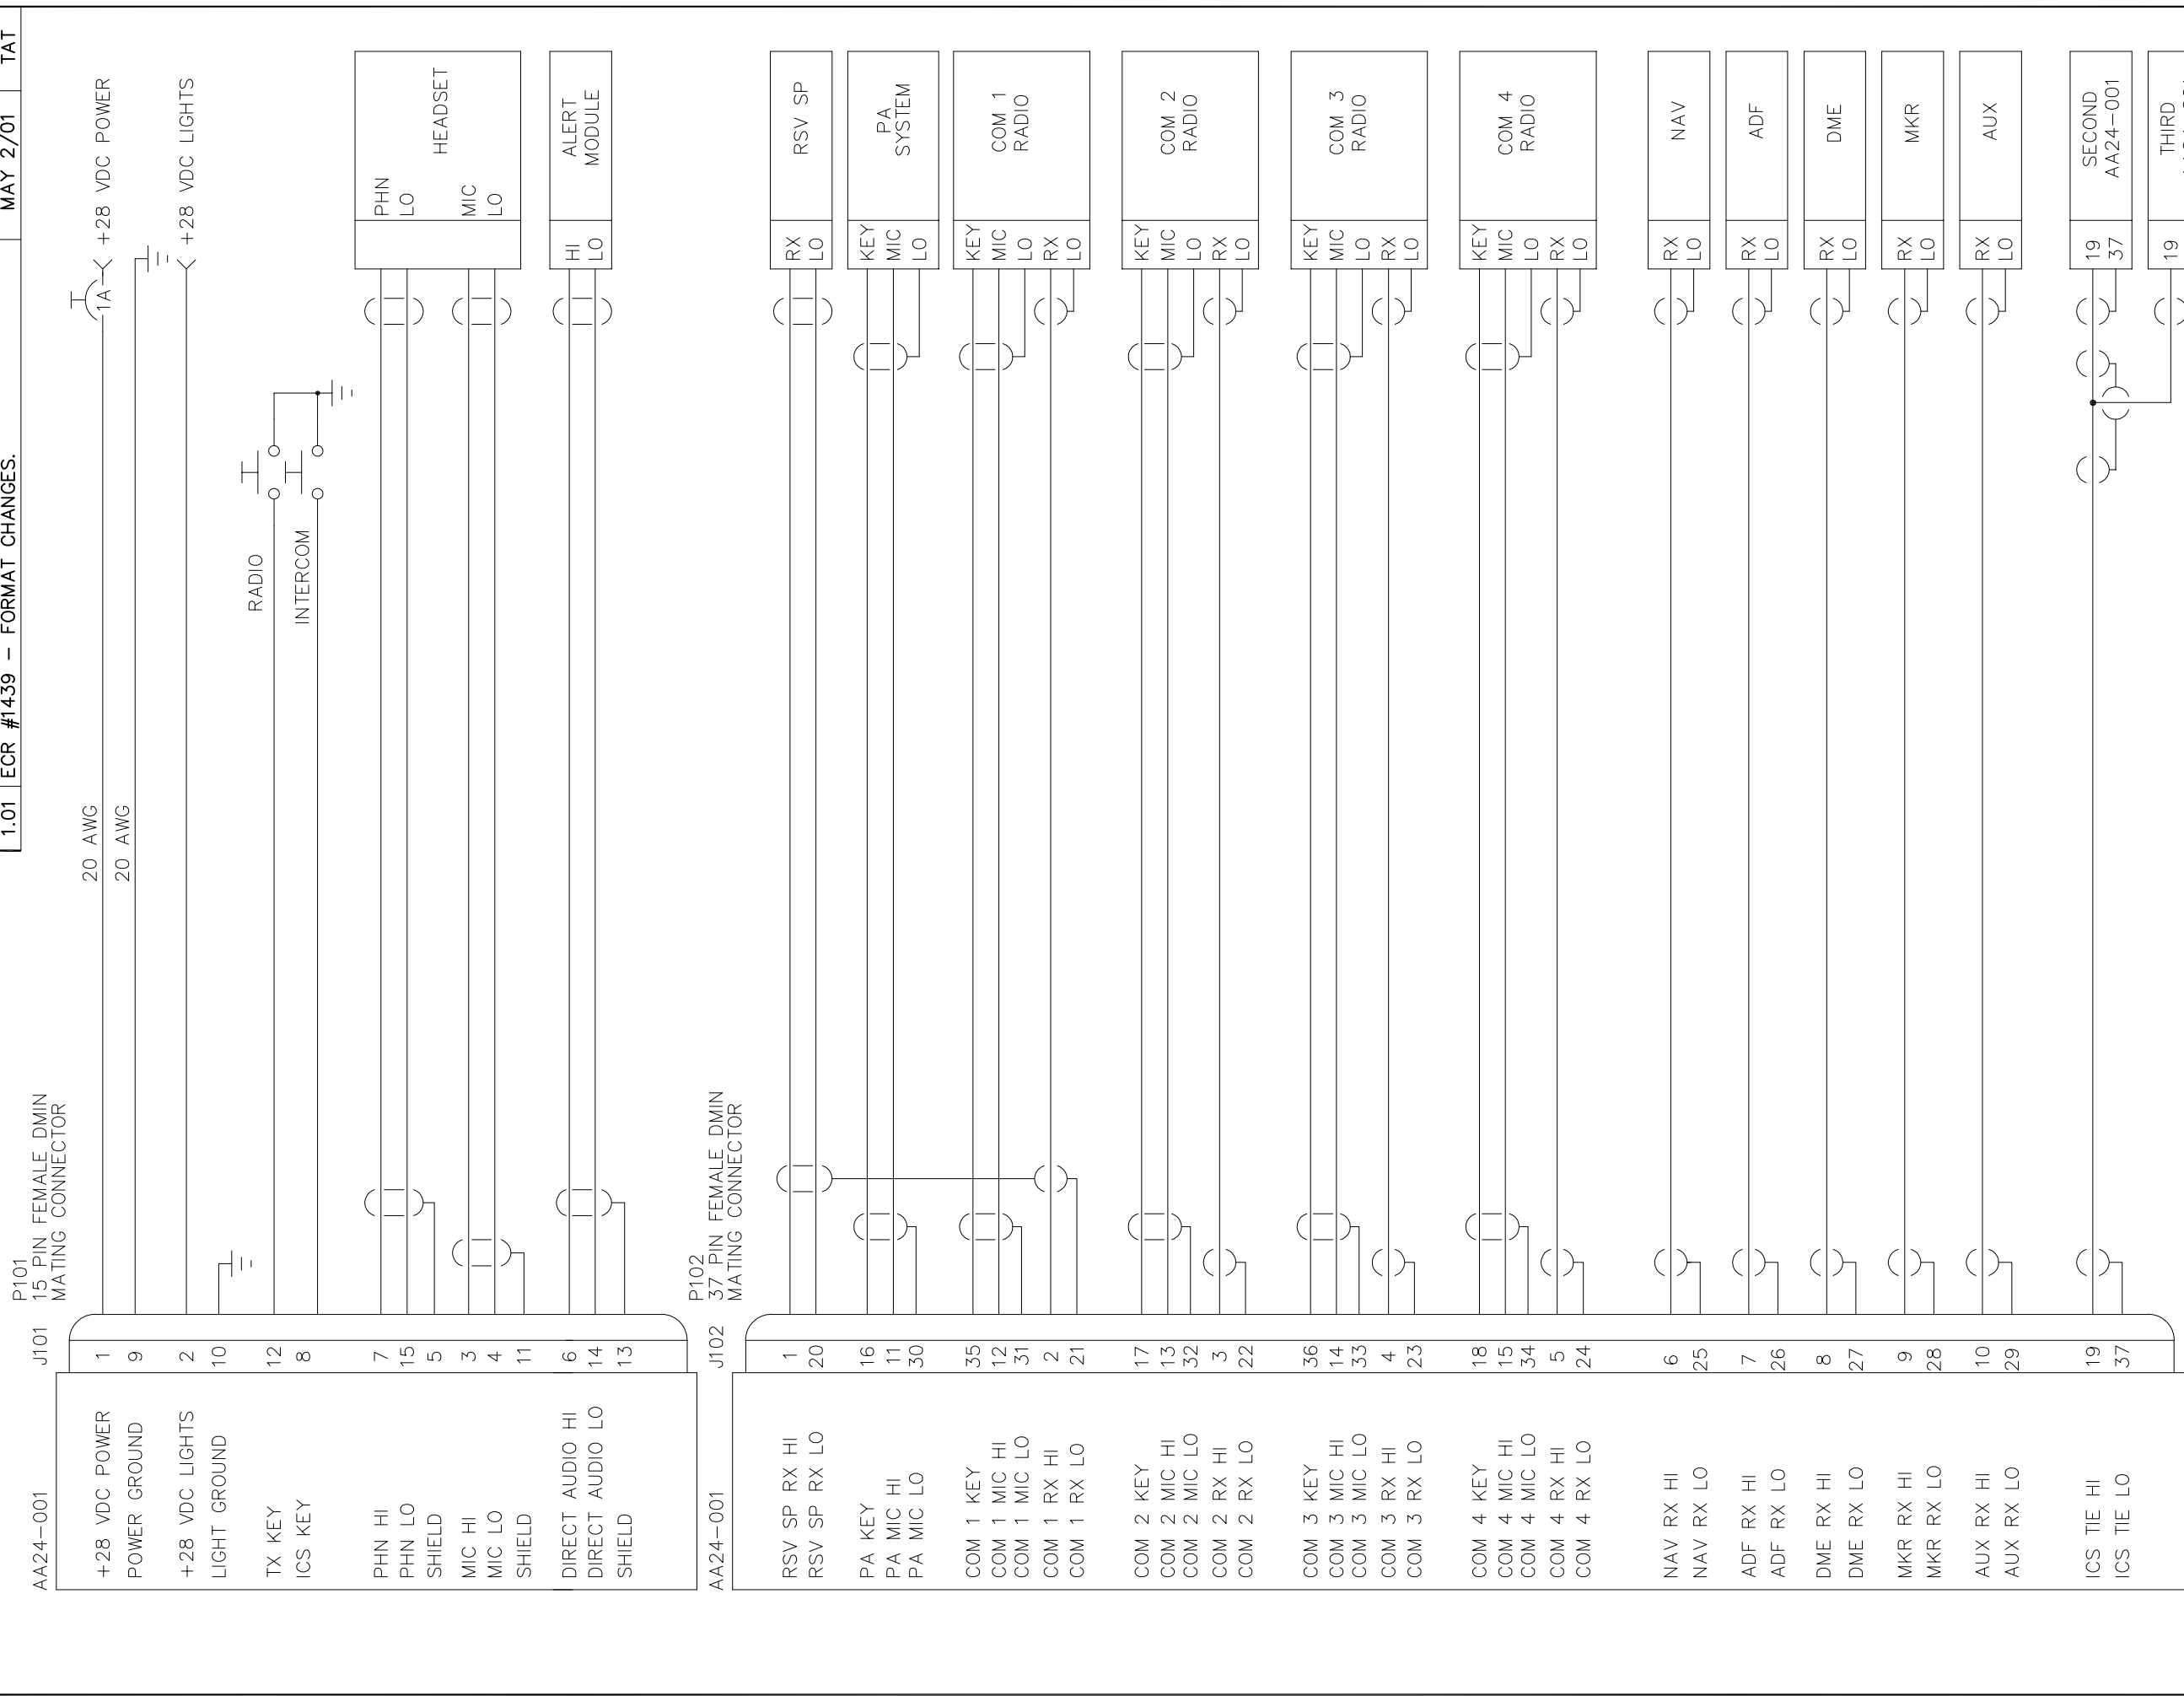 1.01 ECR #1439 – FORMAT CHANGES. MAY 2/01 TAT
AA24–001 J101
P101
15 PIN FEMALE DMIN
MATING CONNECTOR
+28 VDC POWER 1 20 AWG 1A +28 VDC POWER
POWER GROUND 9 20 AWG
+28 VDC LIGHTS 2 +28 VDC LIGHTS
LIGHT GROUND 10
TX KEY 12 RADIO
ICS KEY 8 INTERCOM
PHN HI 7 PHN
PHN LO 15 LO
SHIELD 5
HEADSET
MIC HI 3 MIC
MIC LO 4 LO
SHIELD 11
DIRECT AUDIO HI 6 HI
DIRECT AUDIO LO 14 LO
SHIELD 13
ALERT
MODULE
AA24–001 J102
P102
37 PIN FEMALE DMIN
MATING CONNECTOR
RSV SP RX HI 1 RX
RSV SP RX LO 20 LO
RSV SP
PA KEY 16 KEY
PA MIC HI 11 MIC
PA MIC LO 30 LO
PA
SYSTEM
COM 1 KEY 35 KEY
COM 1 MIC HI 12 MIC
COM 1 MIC LO 31 LO
COM 1 RX HI 2 RX
COM 1 RX LO 21 LO
COM 1
RADIO
COM 2 KEY 17 KEY
COM 2 MIC HI 13 MIC
COM 2 MIC LO 32 LO
COM 2 RX HI 3 RX
COM 2 RX LO 22 LO
COM 2
RADIO
COM 3 KEY 36 KEY
COM 3 MIC HI 14 MIC
COM 3 MIC LO 33 LO
COM 3 RX HI 4 RX
COM 3 RX LO 23 LO
COM 3
RADIO
COM 4 KEY 18 KEY
COM 4 MIC HI 15 MIC
COM 4 MIC LO 34 LO
COM 4 RX HI 5 RX
COM 4 RX LO 24 LO
COM 4
RADIO
NAV RX HI 6 RX
NAV RX LO 25 LO
NAV
ADF RX HI 7 RX
ADF RX LO 26 LO
ADF
DME RX HI 8 RX
DME RX LO 27 LO
DME
MKR RX HI 9 RX
MKR RX LO 28 LO
MKR
AUX RX HI 10 RX
AUX RX LO 29 LO
AUX
ICS TIE HI 19 19
ICS TIE LO 37 37
SECOND
AA24–001
19 THIRD